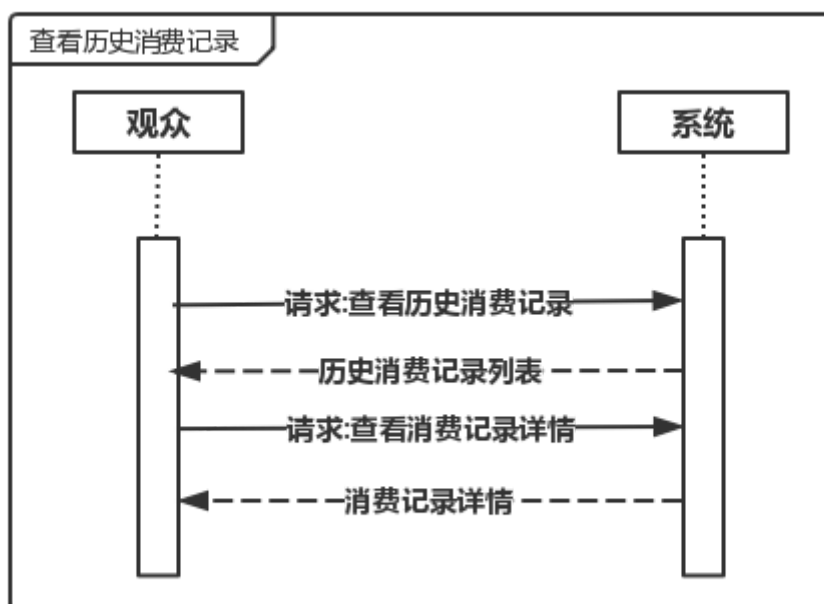 查看历史消费记录
观众
系统
请求:查看历史消费记录
历史消费记录列表
请求:查看消费记录详情
消费记录详情